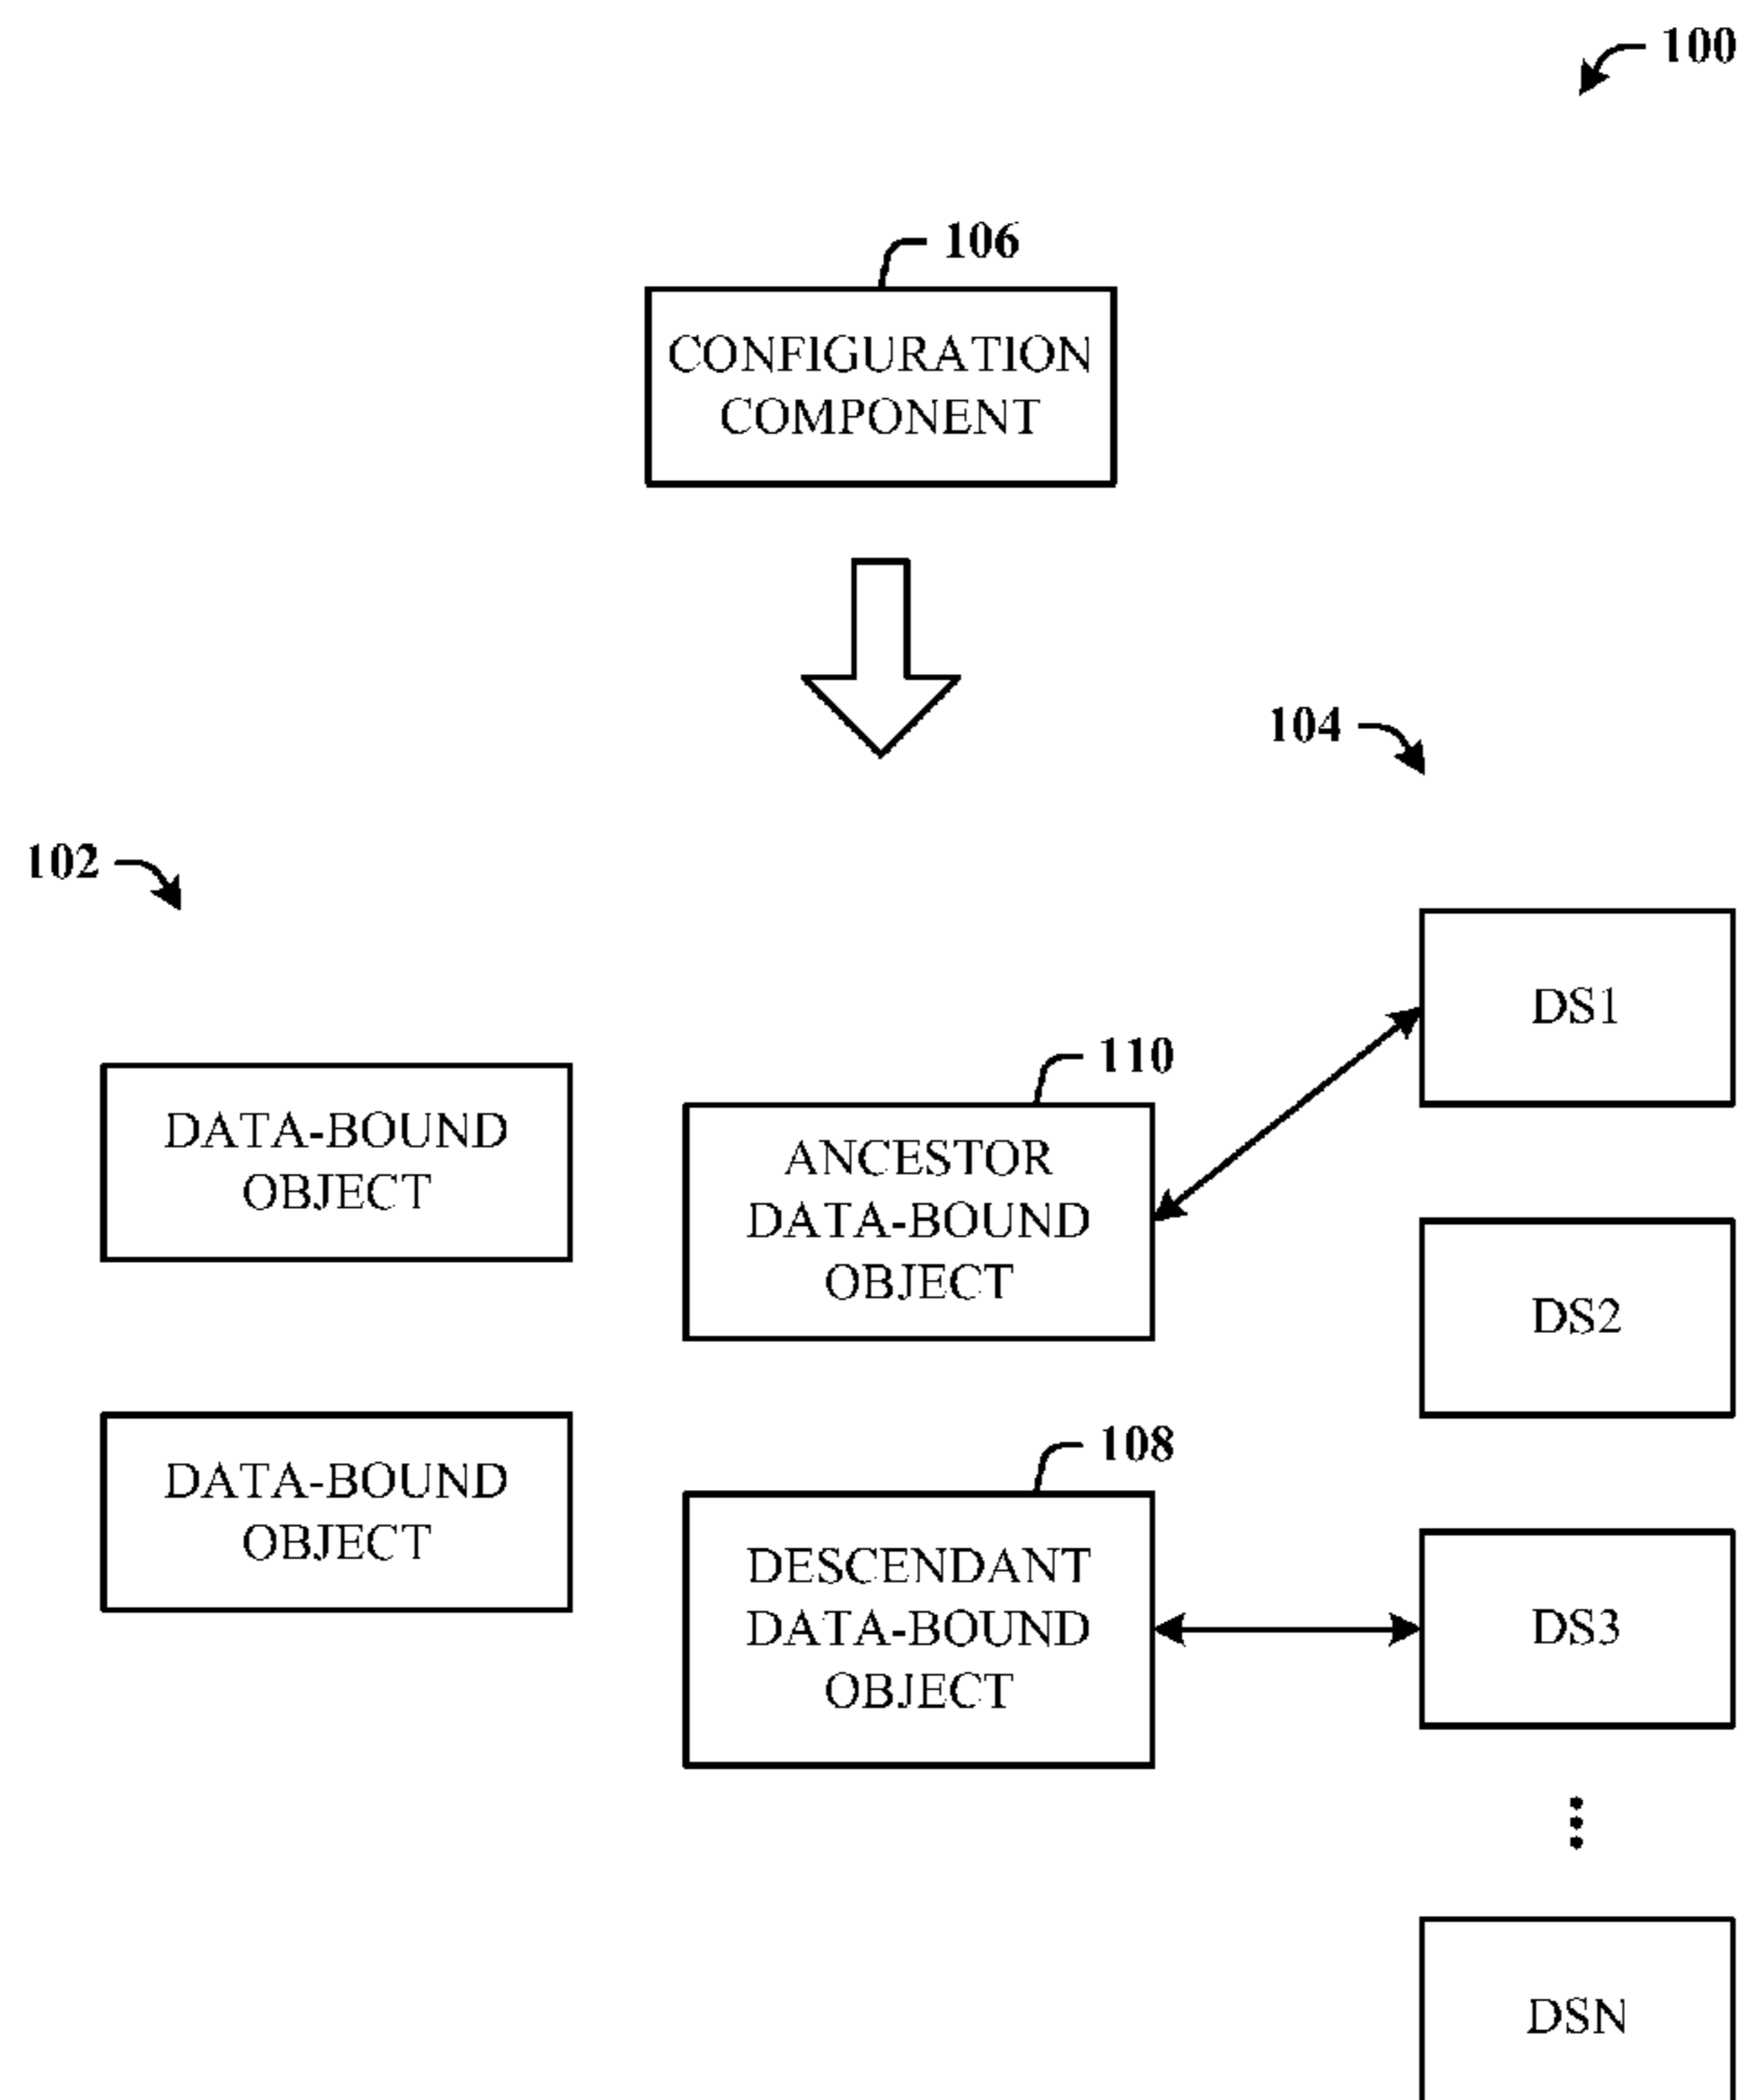 100
106
CONFIGURATION
COMPONENT
104
102
DS1
110
DATA-BOUND
OBJECT
ANCESTOR
DATA-BOUND
OBJECT
DS2
108
DATA-BOUND
OBJECT
DESCENDANT
DATA-BOUND
OBJECT
DS3
DSN